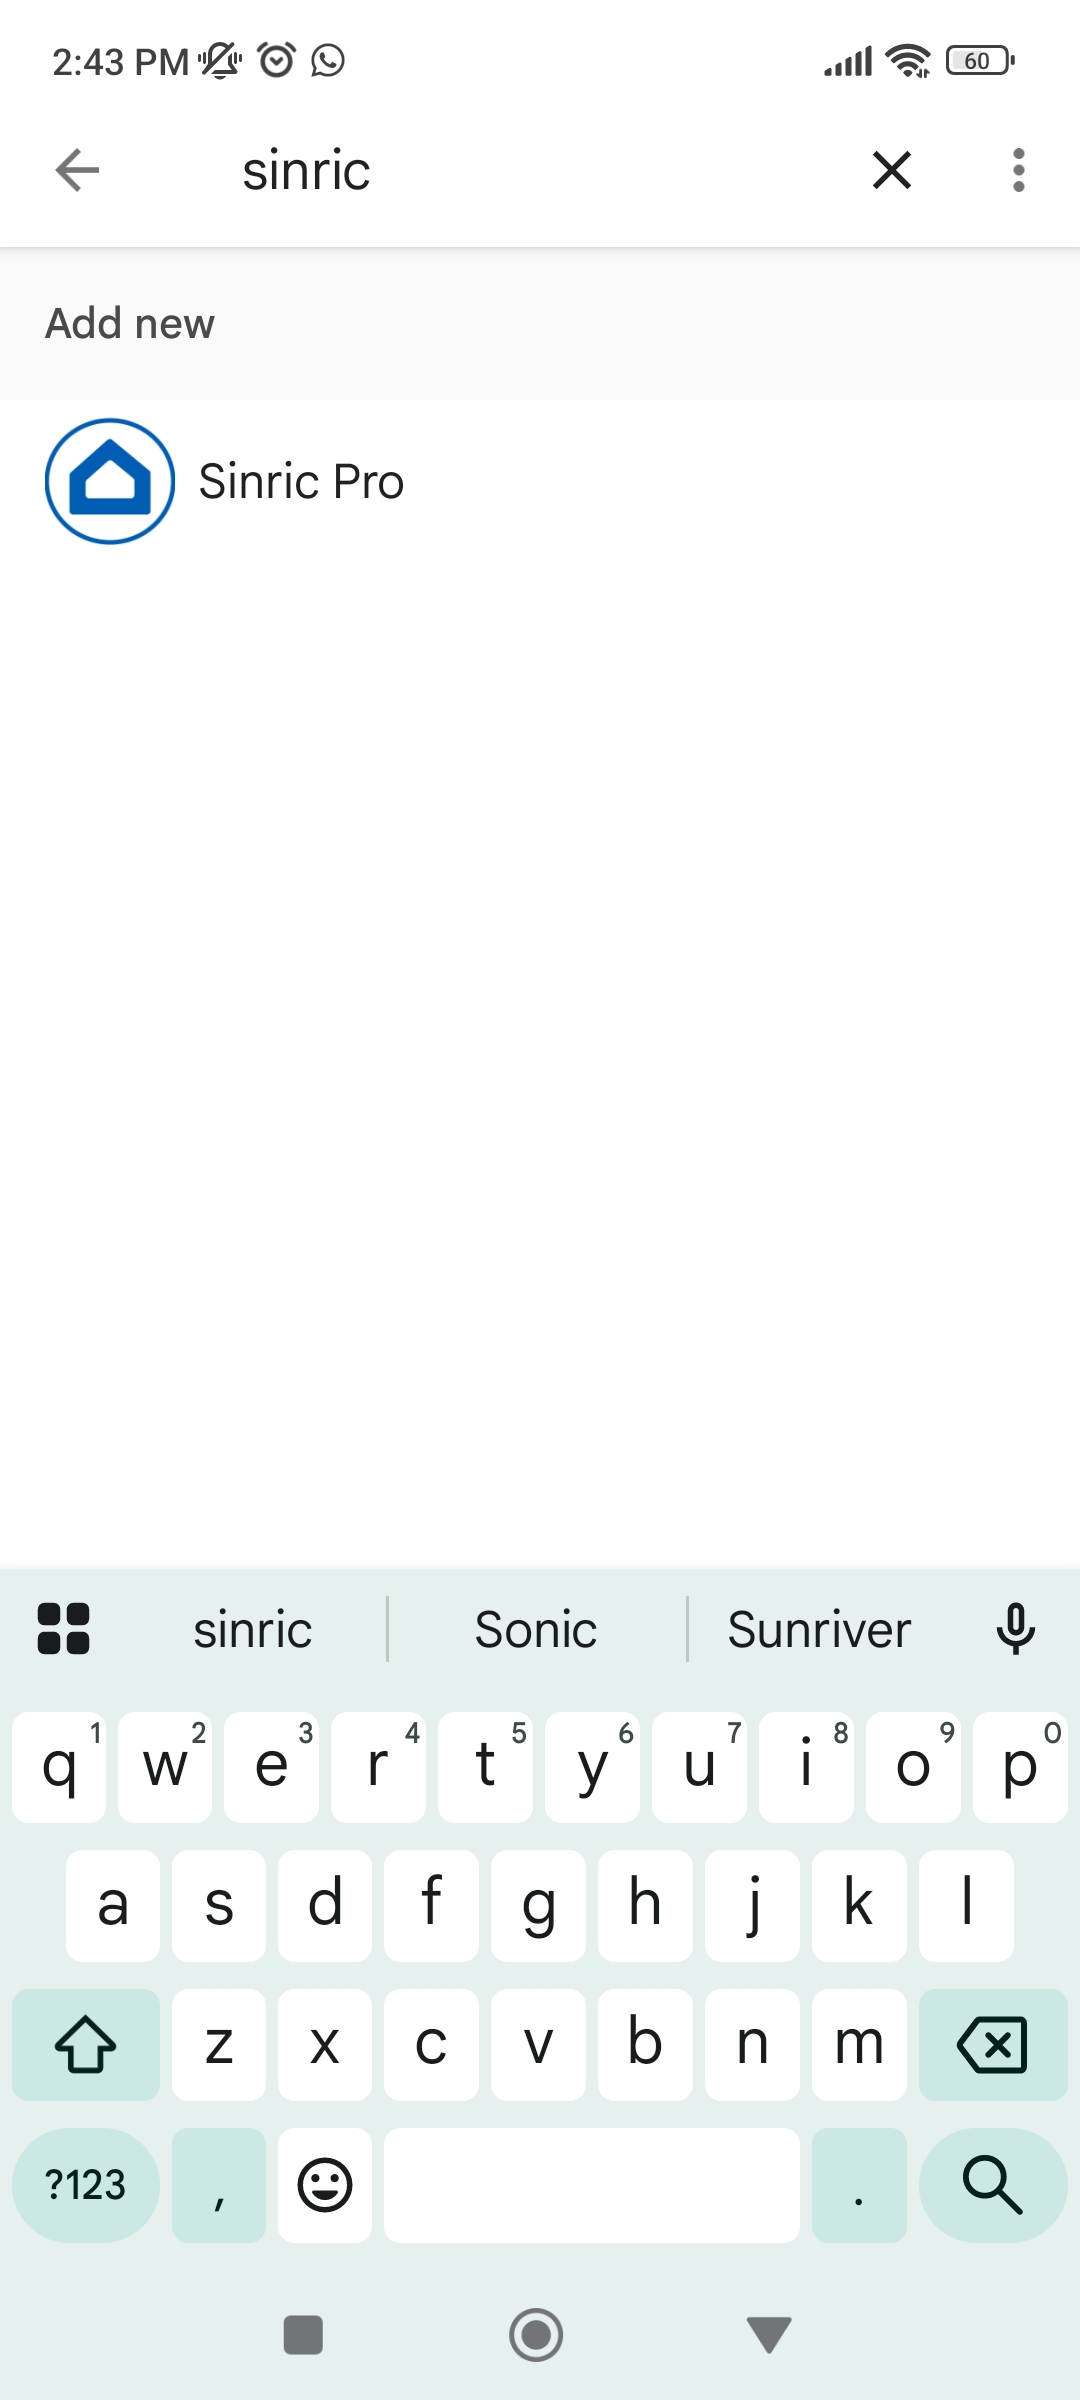 2:43 PM 60
sinric
Add new
Sinric Pro
sinric Sonic Sunriver
q 1 w 2 e 3 r 4 t 5 y 6 u 7 i 8 o 9 p 0
a s d f g h j k l
z x c v b n m
?123 , .